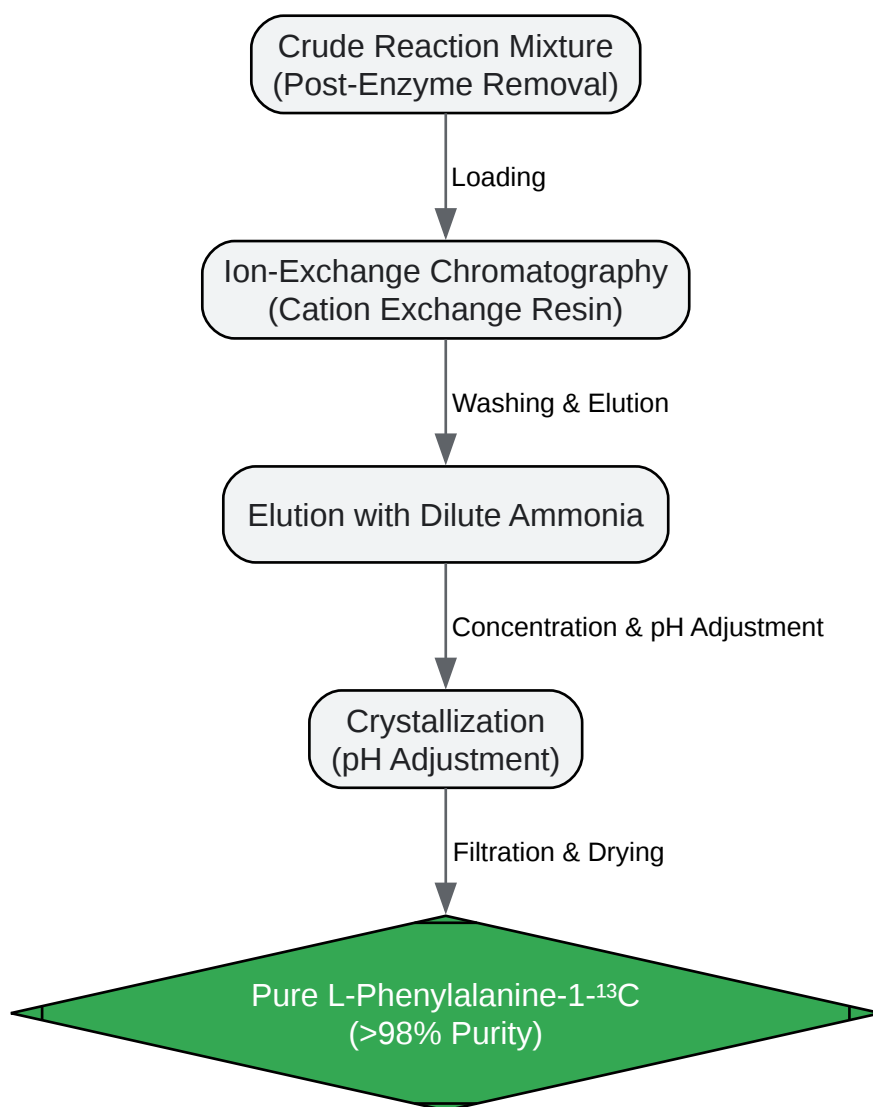 Crude Reaction Mixture
(Post-Enzyme Removal)
Loading
Ion-Exchange Chromatography
(Cation Exchange Resin)
Washing & Elution
Elution with Dilute Ammonia
Concentration & pH Adjustment
Crystallization
(pH Adjustment)
Filtration & Drying
Pure L-Phenylalanine-1-¹³C
(>98% Purity)